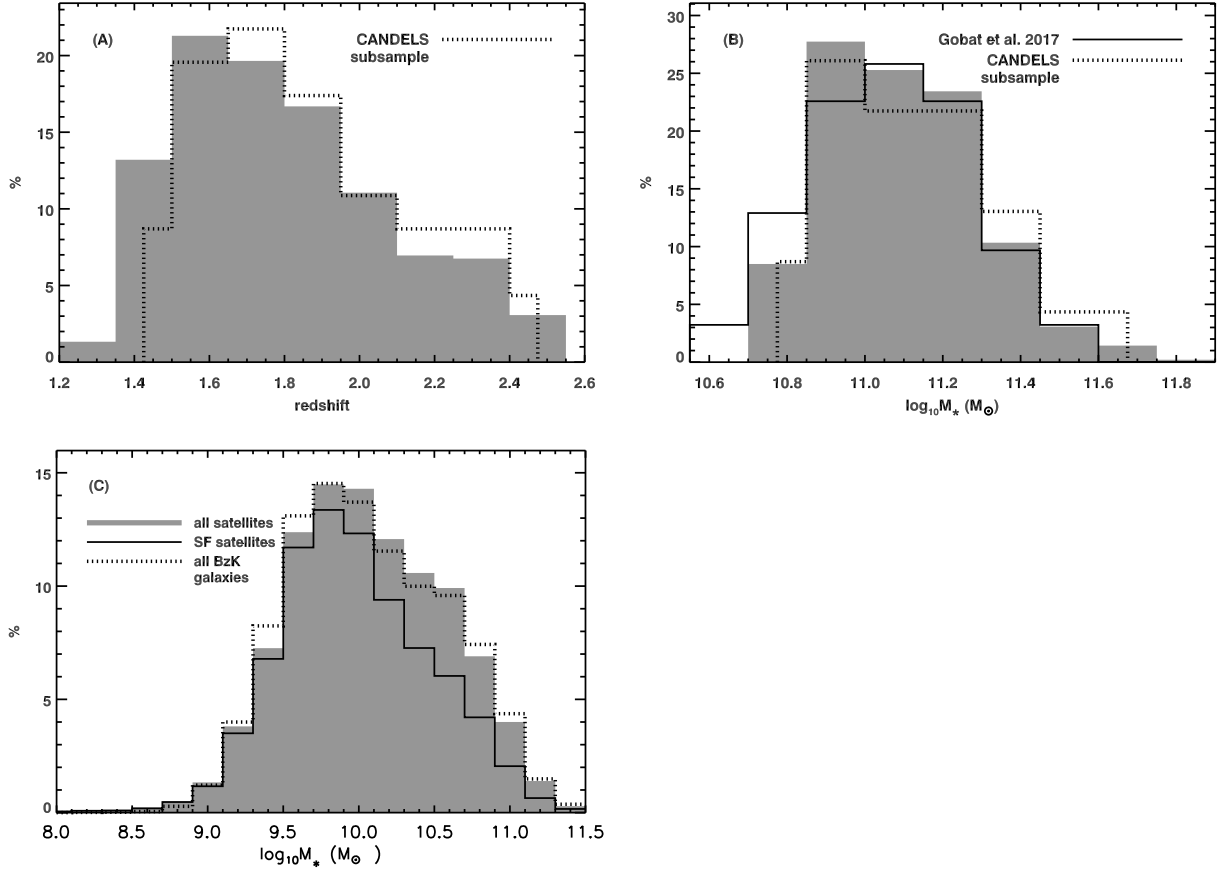 (A)
CANDELS
subsample
20
15
10
5
0
%
1.2 1.4 1.6 1.8 2.0 2.2 2.4 2.6
redshift
(B)
Gobat et al. 2017
CANDELS
subsample
30
25
20
15
10
5
0
%
10.6 10.8 11.0 11.2 11.4 11.6 11.8
log₁₀M* (M⊙)
(C)
all satellites
SF satellites
all BzK
galaxies
15
10
5
0
%
8.0 8.5 9.0 9.5 10.0 10.5 11.0 11.5
log₁₀M* (M⊙)